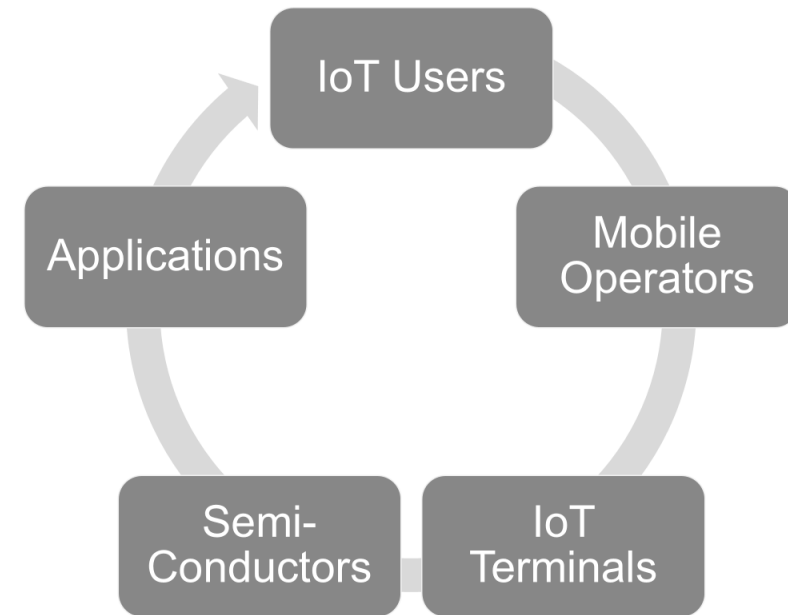 IoT Users
Mobile
Operators
IoT
Terminals
Semi-
Conductors
Applications